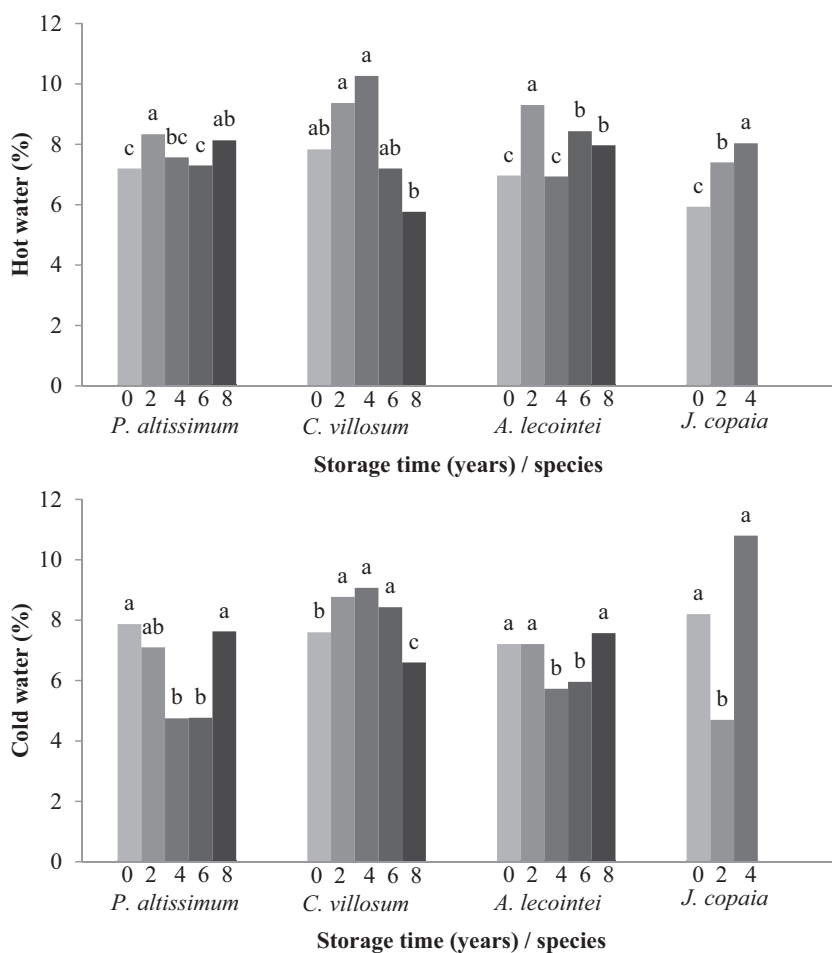 12
10
8
6
4
2
0
Hot water (%)
c a bc c ab
ab a a ab b
c a c b b
c b a
0 2 4 6 8 0 2 4 6 8 0 2 4 6 8 0 2 4
P. altissimum C. villosum A. lecointei J. copaia
Storage time (years) / species
12
10
8
6
4
2
0
Cold water (%)
a ab b b a
b a a a c
a a b b a
a b a
0 2 4 6 8 0 2 4 6 8 0 2 4 6 8 0 2 4
P. altissimum C. villosum A. lecointei J. copaia
Storage time (years) / species